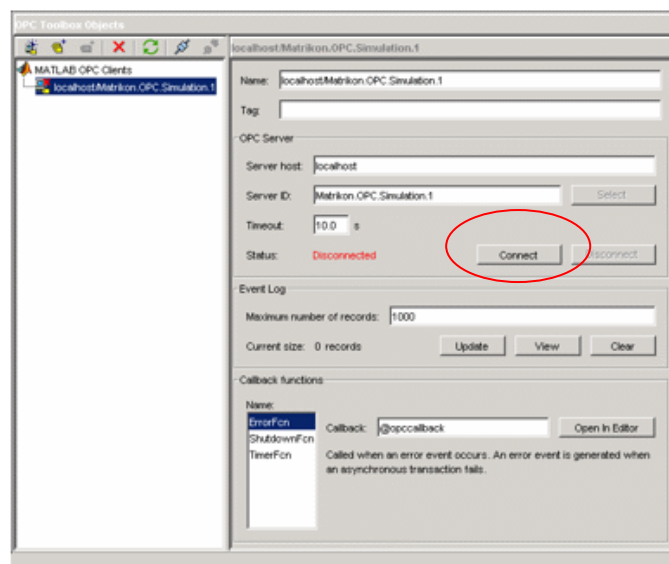 OPC Toolbox Objects
localhost/Matrikon.OPC.Simulation.1
MATLAB OPC Clients
localhost/Matrikon.OPC.Simulation.1
Name: localhost/Matrikon.OPC.Simulation.1
Tag:
OPC Server
Server host: localhost
Server ID: Matrikon.OPC.Simulation.1 Select
Timeout: 10.0 s
Status: Disconnected Connect Disconnect
Event Log
Maximum number of records: 1000
Current size: 0 records Update View Clear
Callback functions
Name:
ErrorFcn
ShutdownFcn
TimerFcn
Callback: @opccallback Open In Editor
Called when an error event occurs. An error event is generated when
an asynchronous transaction fails.